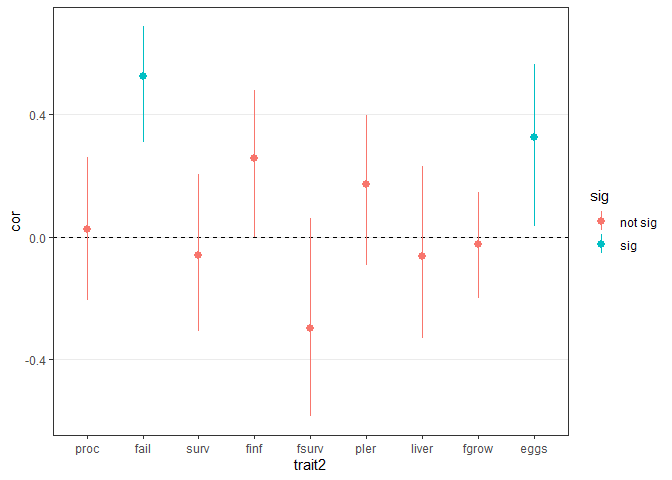 cor
0.4
0.0
-0.4
proc fail surv finf fsurv pler liver fgrow eggs
trait2
sig
not sig
sig